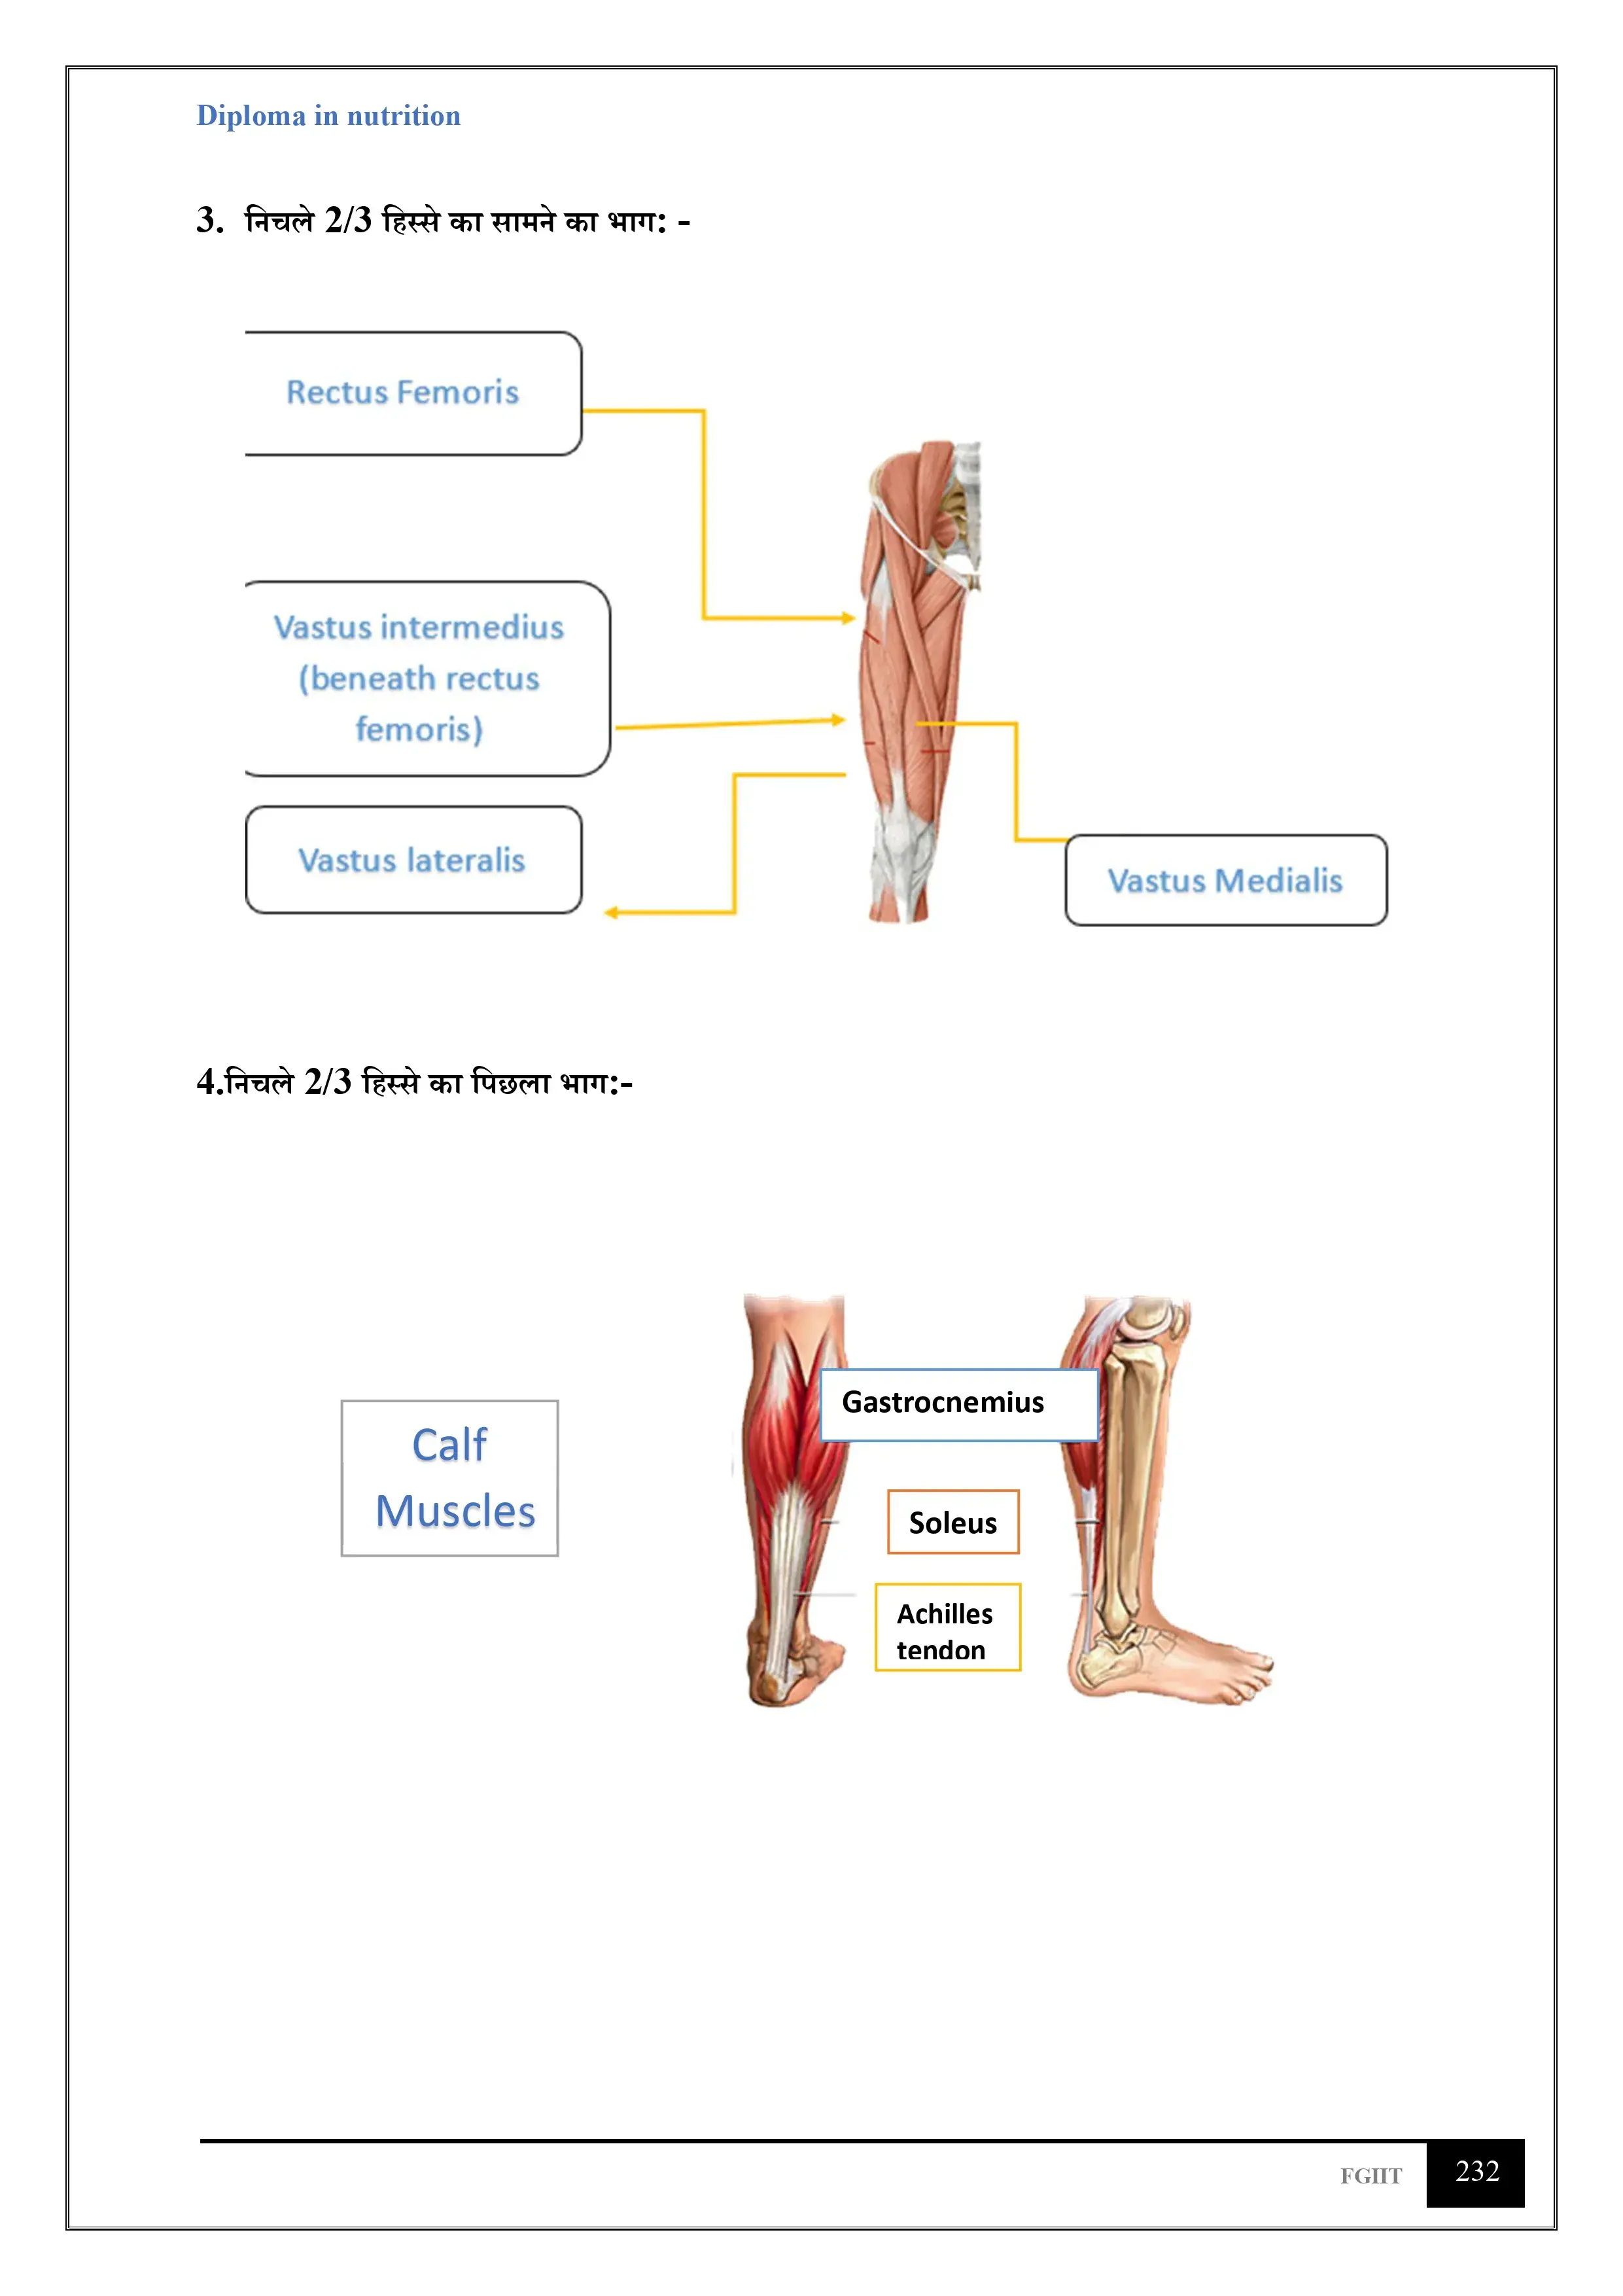 Diploma in nutrition
3. निचले 2/3 हिस्से का सामने का भाग: -
Rectus Femoris
Vastus intermedius
(beneath rectus
femoris)
Vastus lateralis
Vastus Medialis
4.निचले 2/3 हिस्से का पिछला भाग:-
Calf
Muscles
Gastrocnemius
Soleus
Achilles
tendon
FGIIT 232